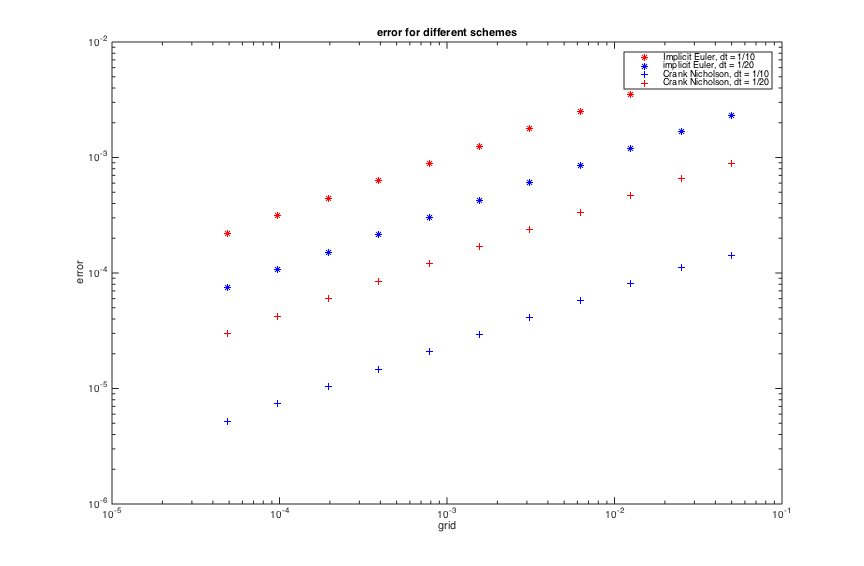 error for different schemes
Implicit Euler, dt = 1/10
implicit Euler, dt = 1/20
Crank Nicholson, dt = 1/10
Crank Nicholson, dt = 1/20
10^-2
10^-3
10^-4
10^-5
10^-6
error
10^-5 10^-4 10^-3 10^-2 10^-1
grid